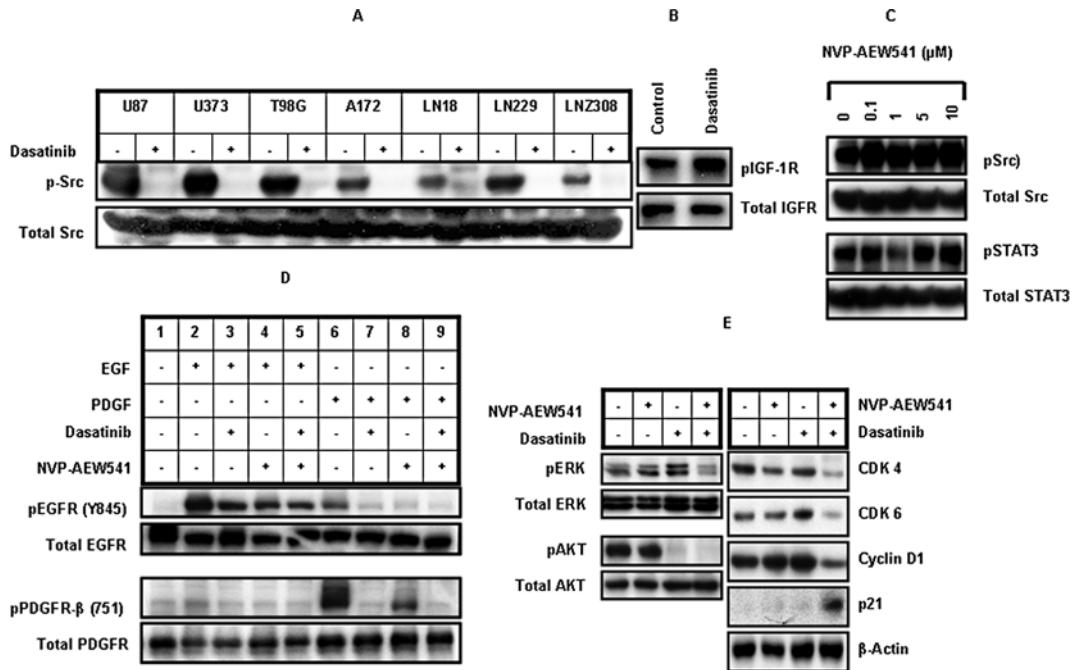 A
U87 U373 T98G A172 LN18 LN229 LNZ308
Dasatinib - + - + - + - + - + - + - +
p-Src
Total Src
B
Control Dasatinib
pIGF-1R
Total IGFR
C
NVP-AEW541 (µM)
0 0.1 1 5 10
pSrc)
Total Src
pSTAT3
Total STAT3
D
1 2 3 4 5 6 7 8 9
EGF - + + + + - - - -
PDGF - - - - - + + + +
Dasatinib - - + - + - + - +
NVP-AEW541 - - - + + - - + +
pEGFR (Y845)
Total EGFR
pPDGFR-β (751)
Total PDGFR
E
NVP-AEW541 - + - + - + - + NVP-AEW541
Dasatinib - - + + - - + + Dasatinib
pERK
Total ERK
pAKT
Total AKT
CDK 4
CDK 6
Cyclin D1
p21
β-Actin